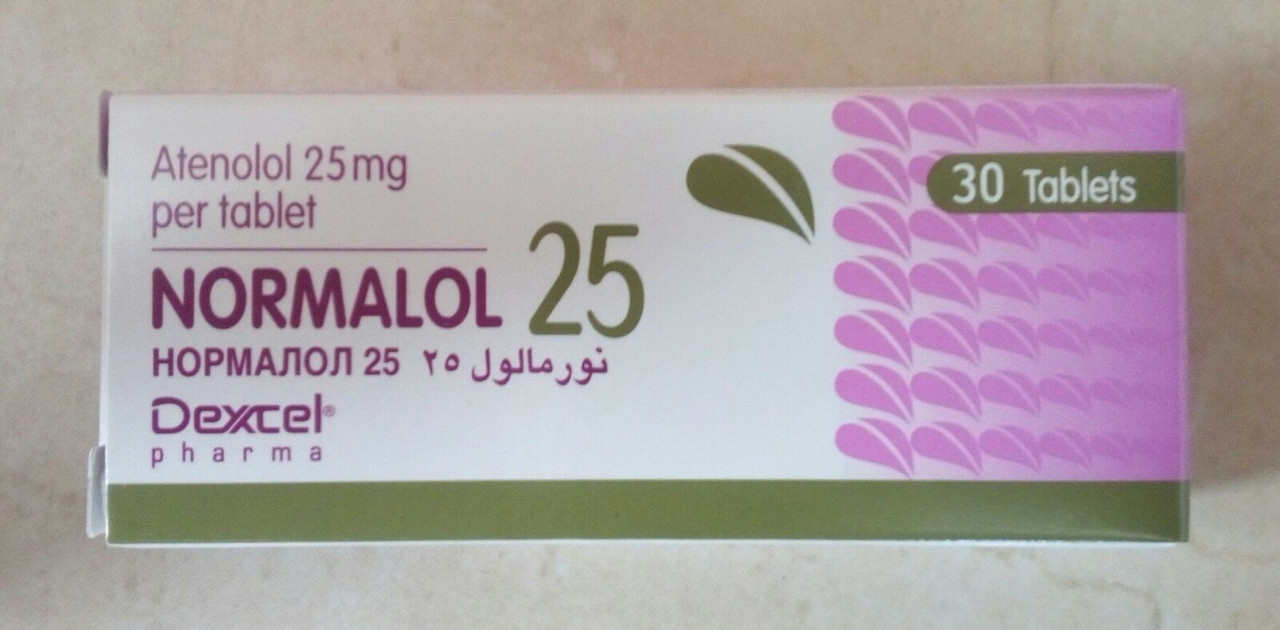 Atenolol 25mg
per tablet
NORMALOL 25
НОРМАЛОЛ 25 نورمالول ٢٥
Dexcel®
pharma
30 Tablets